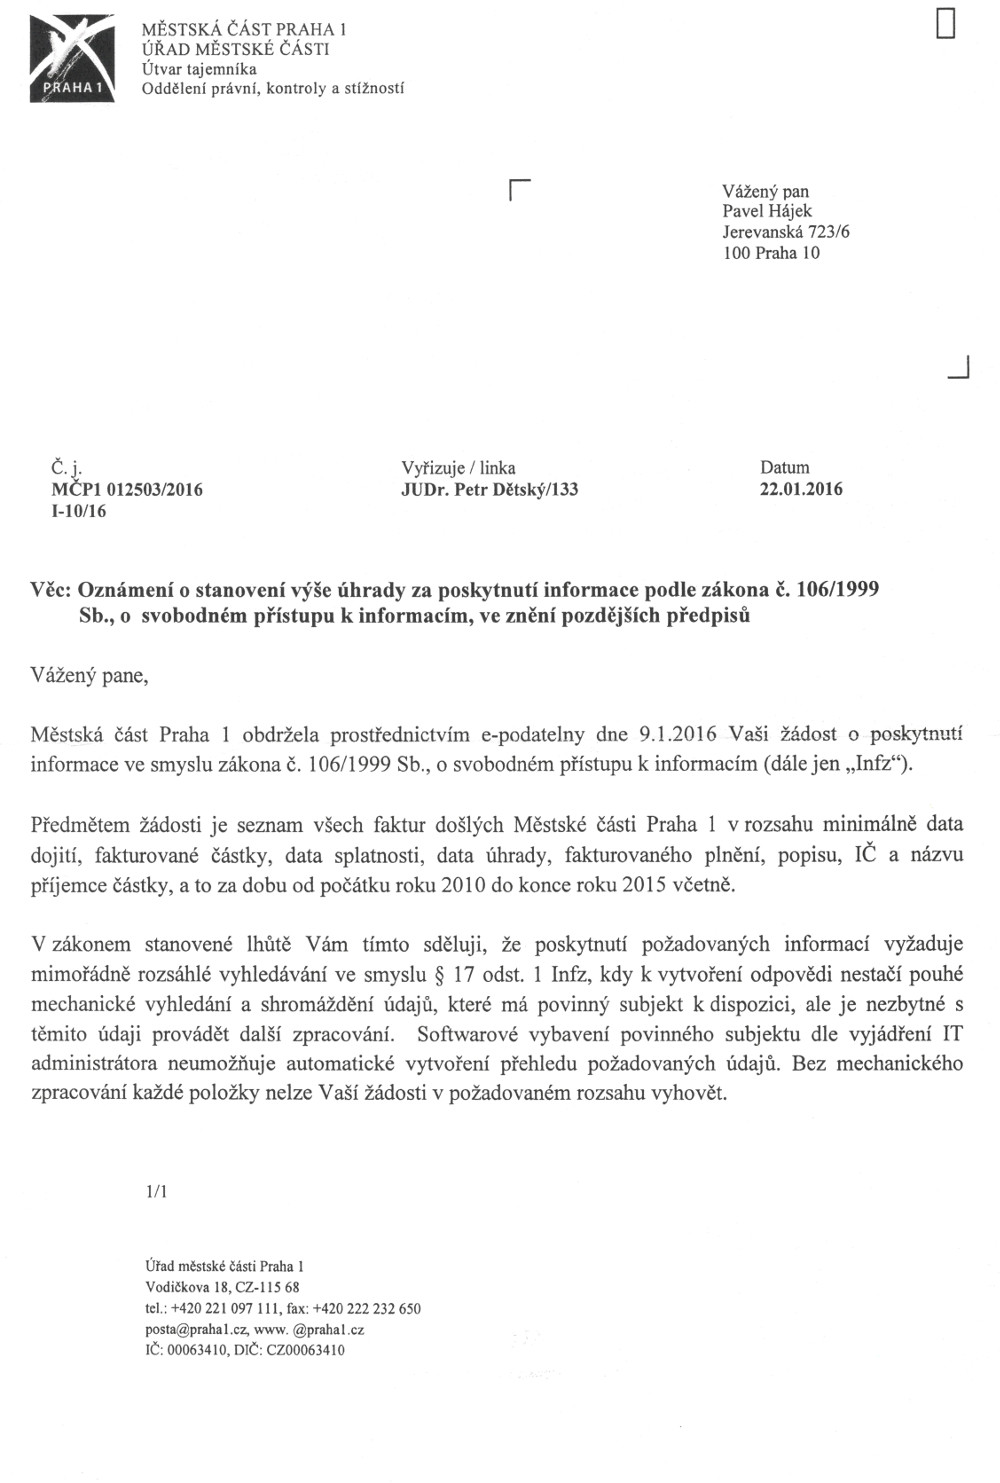 PRAHA 1
MĚSTSKÁ ČÁST PRAHA 1
ÚŘAD MĚSTSKÉ ČÁSTI
Útvar tajemníka
Oddělení právní, kontroly a stížností
Vážený pan
Pavel Hájek
Jerevanská 723/6
100 Praha 10
Č. j.
MČP1 012503/2016
I-10/16
Vyřizuje / linka
JUDr. Petr Dětský/133
Datum
22.01.2016
Věc: Oznámení o stanovení výše úhrady za poskytnutí informace podle zákona č. 106/1999
Sb., o svobodném přístupu k informacím, ve znění pozdějších předpisů
Vážený pane,
Městská část Praha 1 obdržela prostřednictvím e-podatelny dne 9.1.2016 Vaši žádost o poskytnutí
informace ve smyslu zákona č. 106/1999 Sb., o svobodném přístupu k informacím (dále jen „Infz“).
Předmětem žádosti je seznam všech faktur došlých Městské části Praha 1 v rozsahu minimálně data
dojití, fakturované částky, data splatnosti, data úhrady, fakturovaného plnění, popisu, IČ a názvu
příjemce částky, a to za dobu od počátku roku 2010 do konce roku 2015 včetně.
V zákonem stanovené lhůtě Vám tímto sděluji, že poskytnutí požadovaných informací vyžaduje
mimořádně rozsáhlé vyhledávání ve smyslu § 17 odst. 1 Infz, kdy k vytvoření odpovědi nestačí pouhé
mechanické vyhledání a shromáždění údajů, které má povinný subjekt k dispozici, ale je nezbytné s
těmito údaji provádět další zpracování. Softwarové vybavení povinného subjektu dle vyjádření IT
administrátora neumožňuje automatické vytvoření přehledu požadovaných údajů. Bez mechanického
zpracování každé položky nelze Vaší žádosti v požadovaném rozsahu vyhovět.
1/1
Úřad městské části Praha 1
Vodičkova 18, CZ-115 68
tel.: +420 221 097 111, fax: +420 222 232 650
posta@praha1.cz, www. @praha1.cz
IČ: 00063410, DIČ: CZ00063410